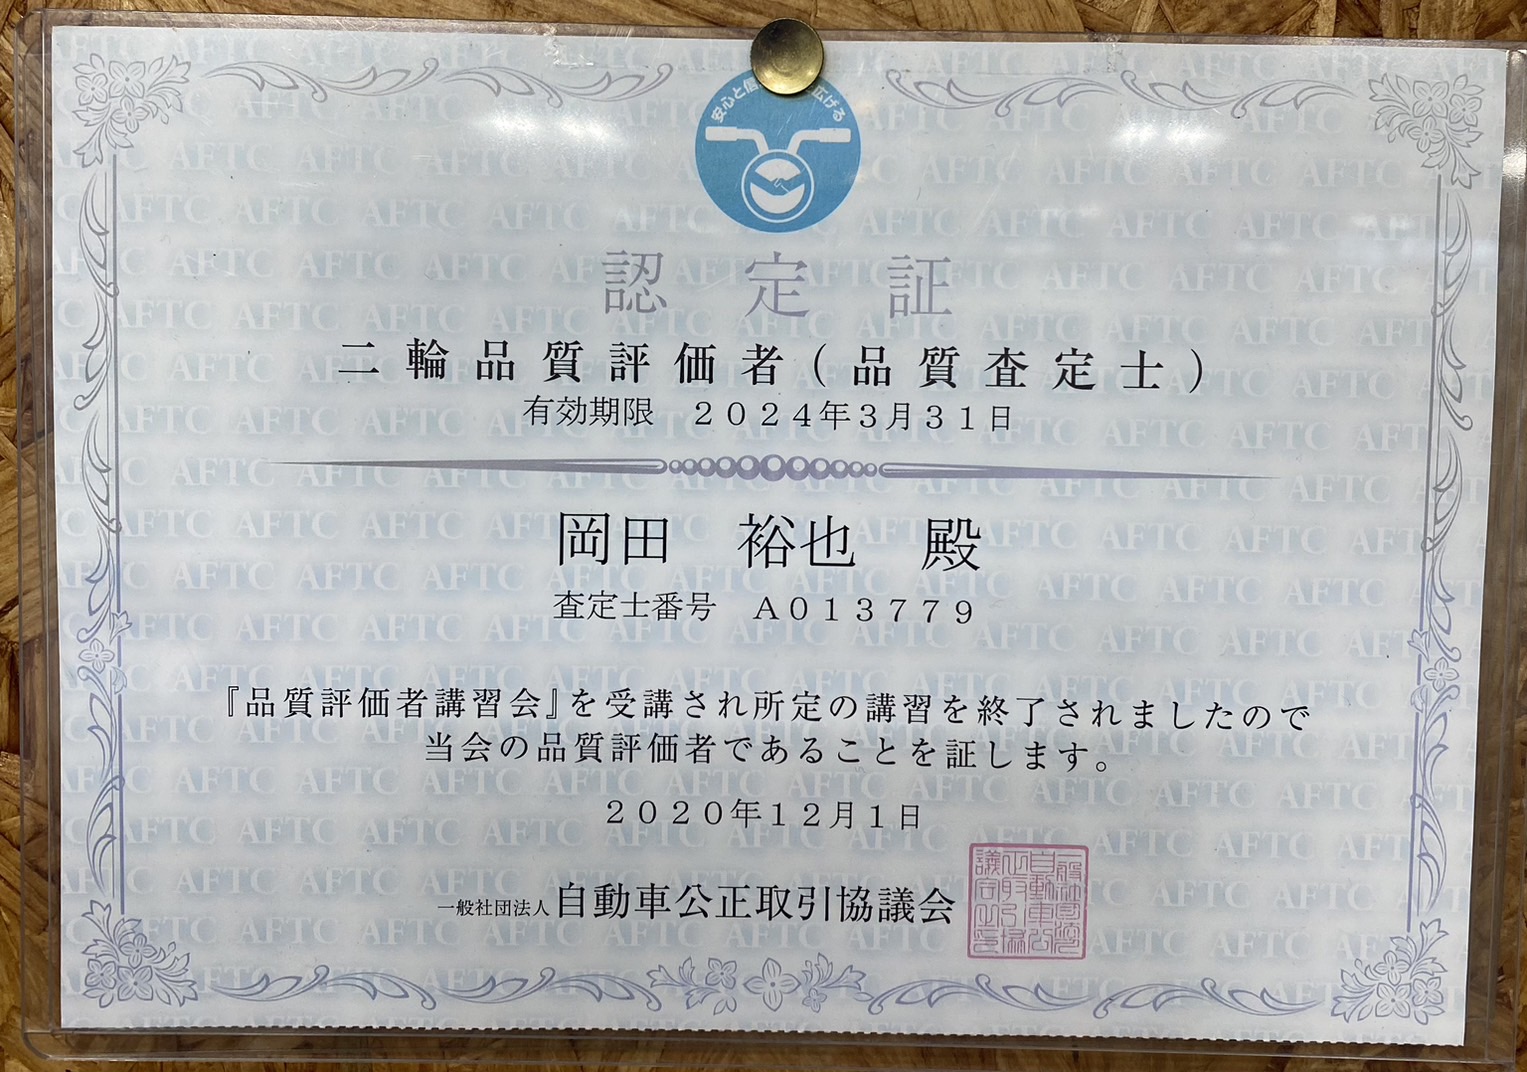 安心と信 広げる
認定証
二輪品質評価者(品質査定士)
有効期限 2024年3月31日
岡田 裕也 殿
査定士番号 A013779
『品質評価者講習会』を受講され所定の講習を終了されましたので
当会の品質評価者であることを証します。
2020年12月1日
一般社団法人自動車公正取引協議会